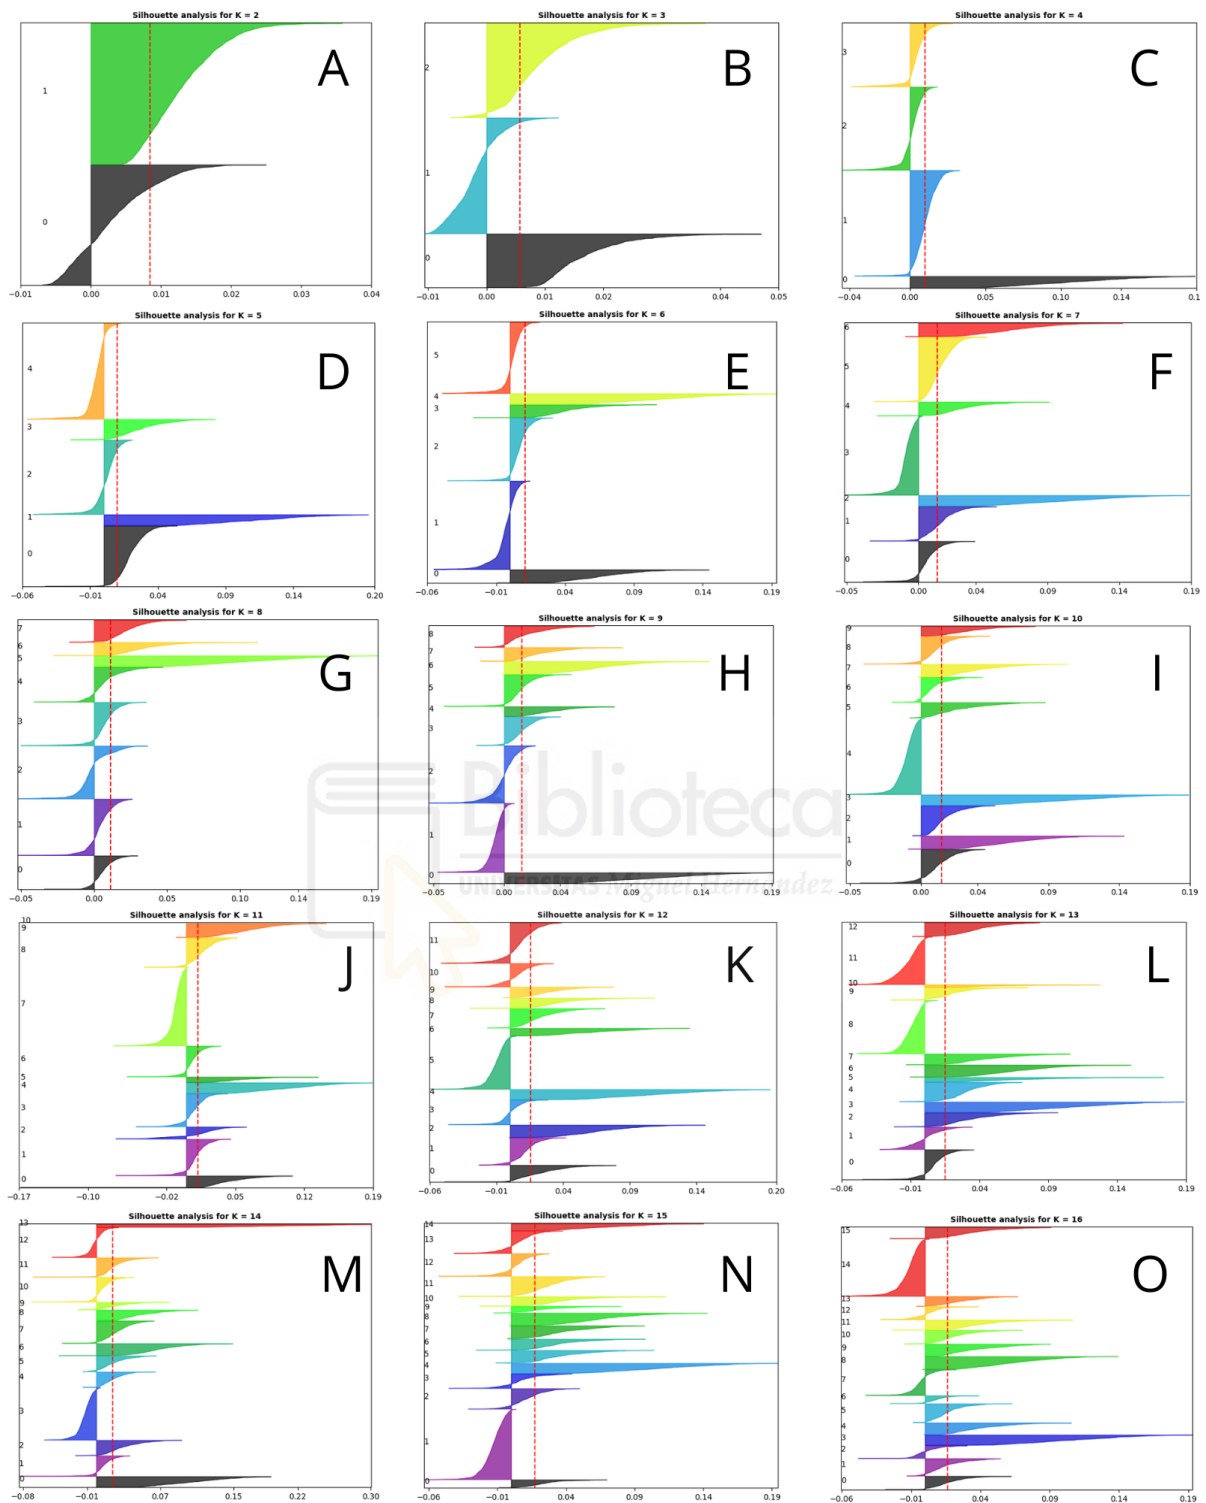 Silhouette analysis for K = 2
A
1
0
−0.01 0.00 0.01 0.02 0.03 0.04
Silhouette analysis for K = 3
B
2
1
0
−0.01 0.00 0.01 0.02 0.03 0.04 0.05
Silhouette analysis for K = 4
C
3
2
1
0
−0.04 0.00 0.05 0.10 0.14 0.1
Silhouette analysis for K = 5
D
4
3
2
1
0
−0.06 −0.01 0.04 0.09 0.14 0.20
Silhouette analysis for K = 6
E
5
4
3
2
1
0
−0.06 −0.01 0.04 0.09 0.14 0.19
Silhouette analysis for K = 7
F
6
5
4
3
2
1
0
−0.05 0.00 0.04 0.09 0.14 0.19
Silhouette analysis for K = 8
G
7
6
5
4
3
2
1
0
−0.05 0.00 0.05 0.10 0.14 0.19
Silhouette analysis for K = 9
H
8
7
6
5
4
3
2
1
0
−0.05 0.00 0.04 0.09 0.14 0.19
Silhouette analysis for K = 10
I
9
8
7
6
5
4
3
2
1
0
−0.05 0.00 0.04 0.09 0.14 0.19
Biblioteca
UNIVERSITAS Miguel Hernández
Silhouette analysis for K = 11
J
10
9
8
7
6
5
4
3
2
1
0
−0.17 −0.10 −0.02 0.05 0.12 0.19
Silhouette analysis for K = 12
K
11
10
9
8
7
6
5
4
3
2
1
0
−0.06 −0.01 0.04 0.09 0.14 0.20
Silhouette analysis for K = 13
L
12
11
10
9
8
7
6
5
4
3
2
1
0
−0.06 −0.01 0.04 0.09 0.14 0.19
Silhouette analysis for K = 14
M
13
12
11
10
9
8
7
6
5
4
3
2
1
0
−0.08 −0.01 0.07 0.15 0.22 0.30
Silhouette analysis for K = 15
N
14
13
12
11
10
9
8
7
6
5
4
3
2
1
0
−0.06 −0.01 0.04 0.09 0.14 0.19
Silhouette analysis for K = 16
O
15
14
13
12
11
10
9
8
7
6
5
4
3
2
1
0
−0.06 −0.01 0.04 0.09 0.14 0.19